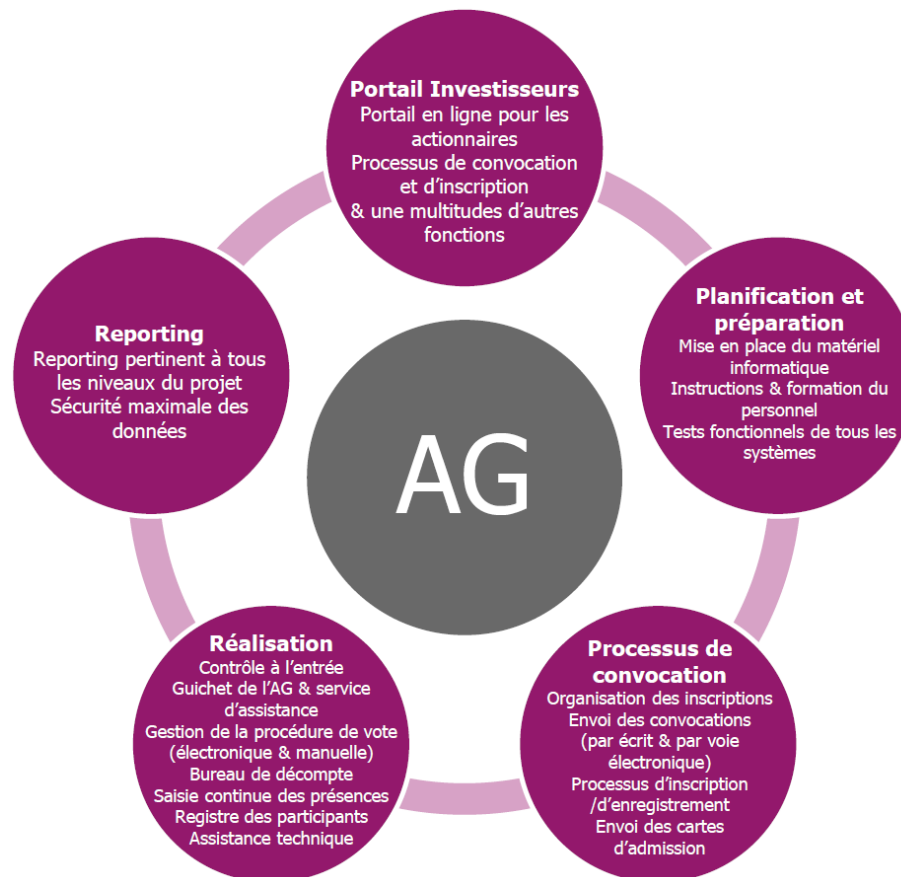 Portail Investisseurs
Portail en ligne pour les
actionnaires
Processus de convocation
et d'inscription
& une multitudes d'autres
fonctions
Planification et
préparation
Mise en place du matériel
informatique
Instructions & formation du
personnel
Tests fonctionnels de tous les
systèmes
Processus de
convocation
Organisation des inscriptions
Envoi des convocations
(par écrit & par voie
électronique)
Processus d'inscription
/d'enregistrement
Envoi des cartes
d'admission
Réalisation
Contrôle à l'entrée
Guichet de l'AG & service
d'assistance
Gestion de la procédure de vote
(électronique & manuelle)
Bureau de décompte
Saisie continue des présences
Registre des participants
Assistance technique
Reporting
Reporting pertinent à tous
les niveaux du projet
Sécurité maximale des
données
AG